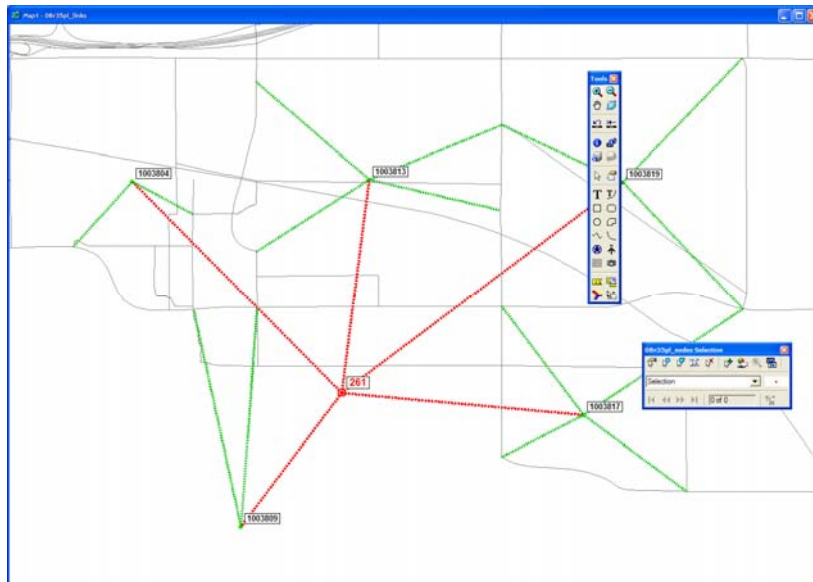 Map1 - 08r35pl_links
1003804
1003813
Tools
1003819
261
08r35pl_nodes Selection
Selection
0 of 0
1003817
1003809